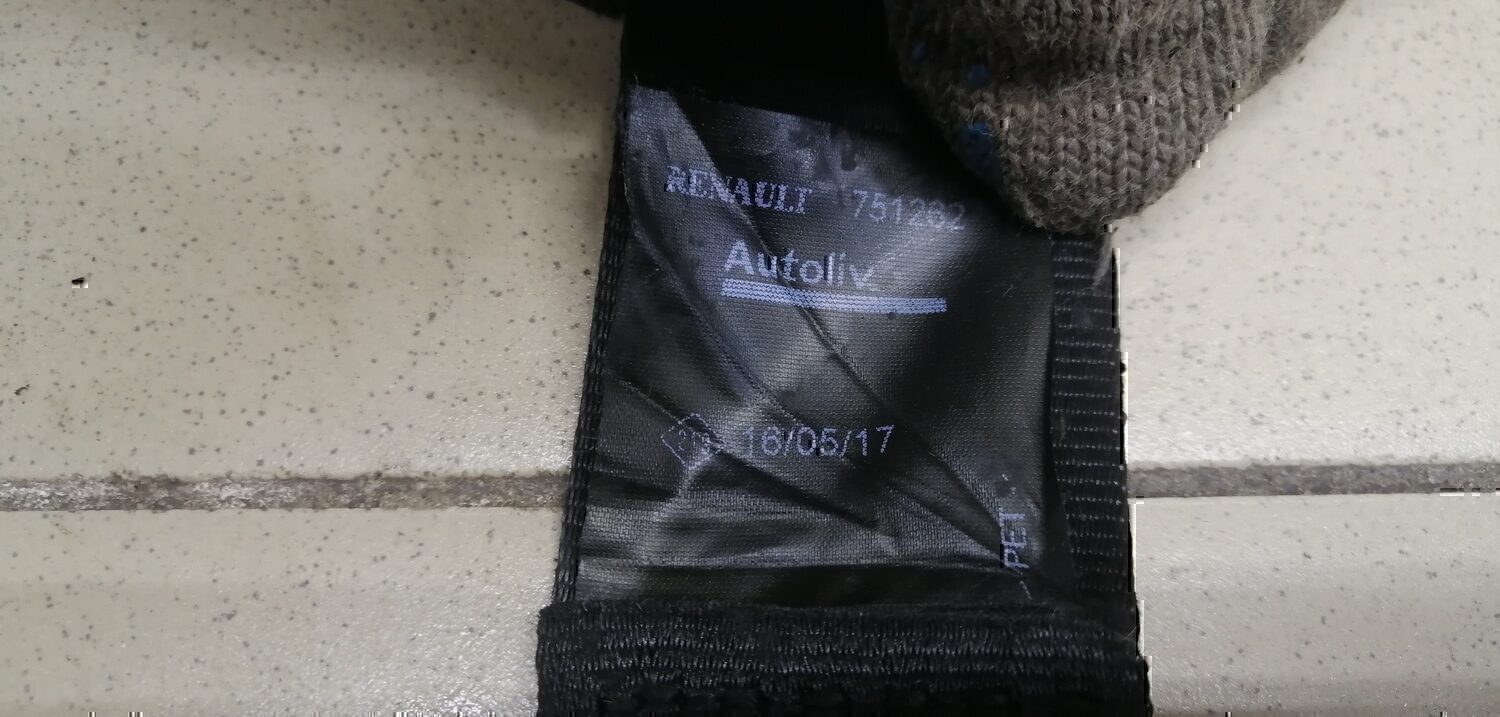 RENAULT 751262
Autoliv
16/05/17
PET